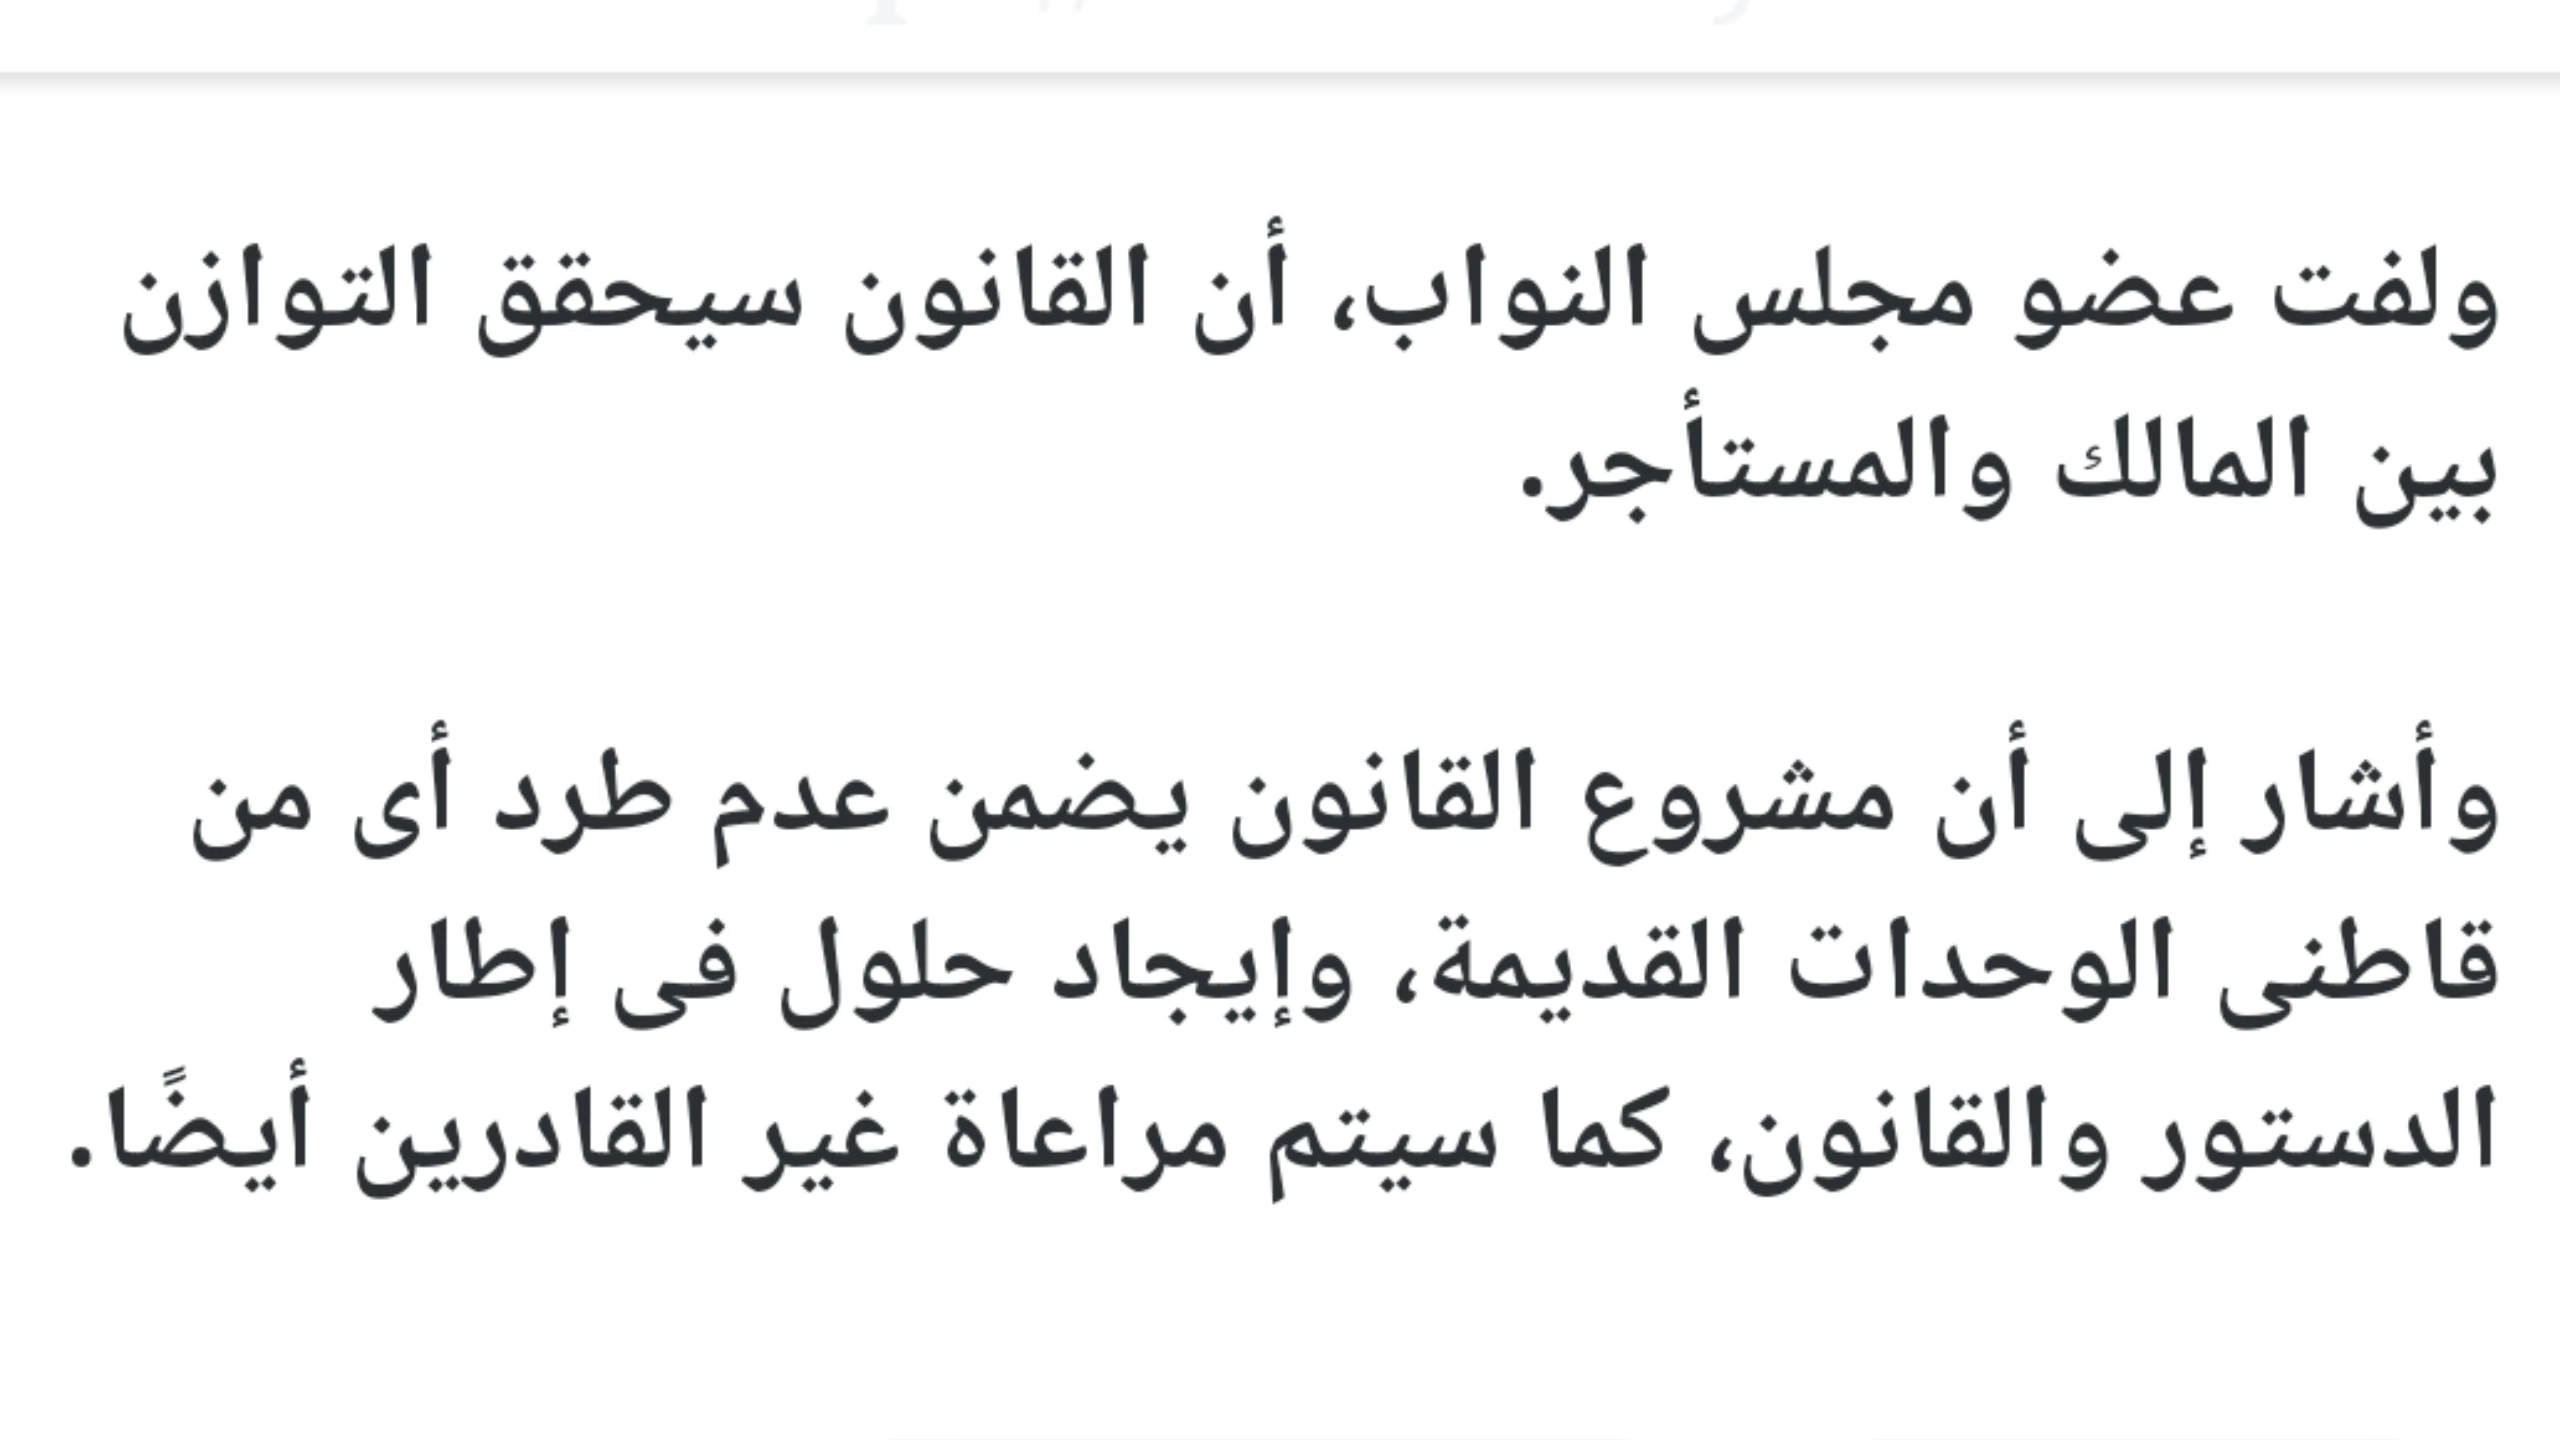 ولفت عضو مجلس النواب، أن القانون سيحقق التوازن
بين المالك والمستأجر.
وأشار إلى أن مشروع القانون يضمن عدم طرد أى من
قاطنى الوحدات القديمة، وإيجاد حلول فى إطار
الدستور والقانون، كما سيتم مراعاة غير القادرين أيضًا.